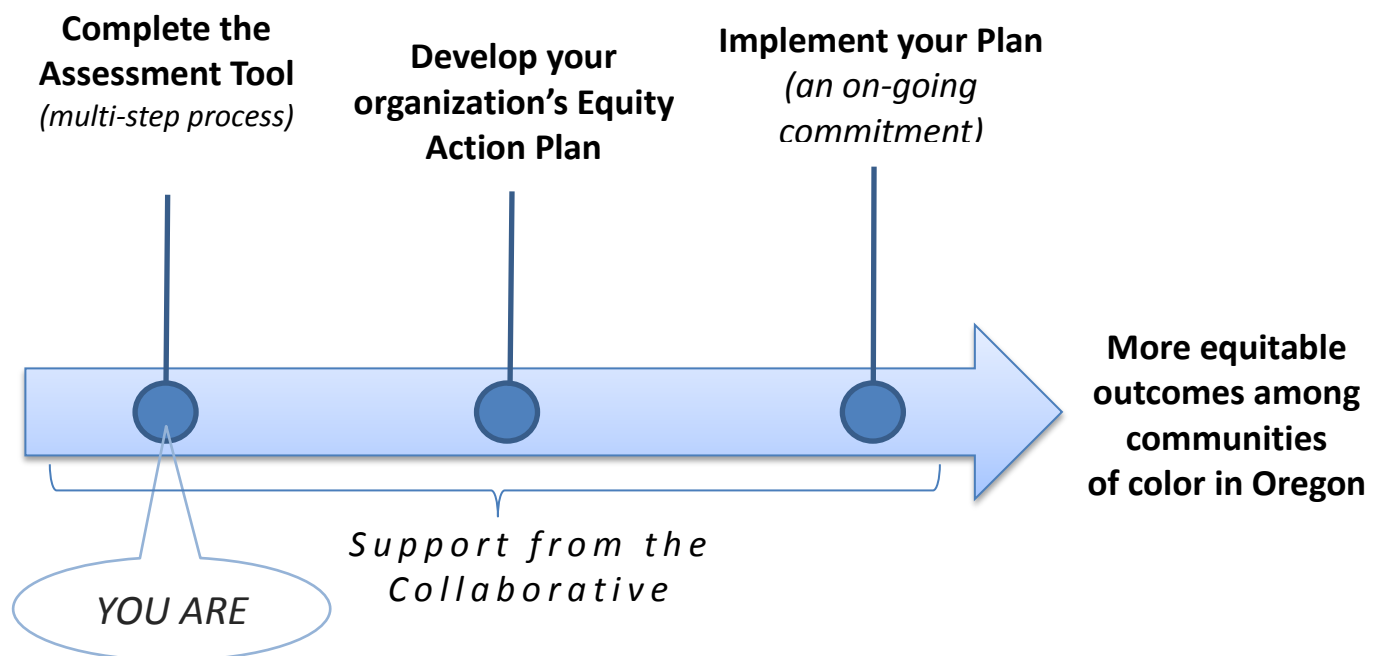 Complete the
Assessment Tool
(multi-step process)
Develop your
organization’s Equity
Action Plan
Implement your Plan
(an on-going
commitment)
More equitable
outcomes among
communities
of color in Oregon
Support from the
Collaborative
YOU ARE